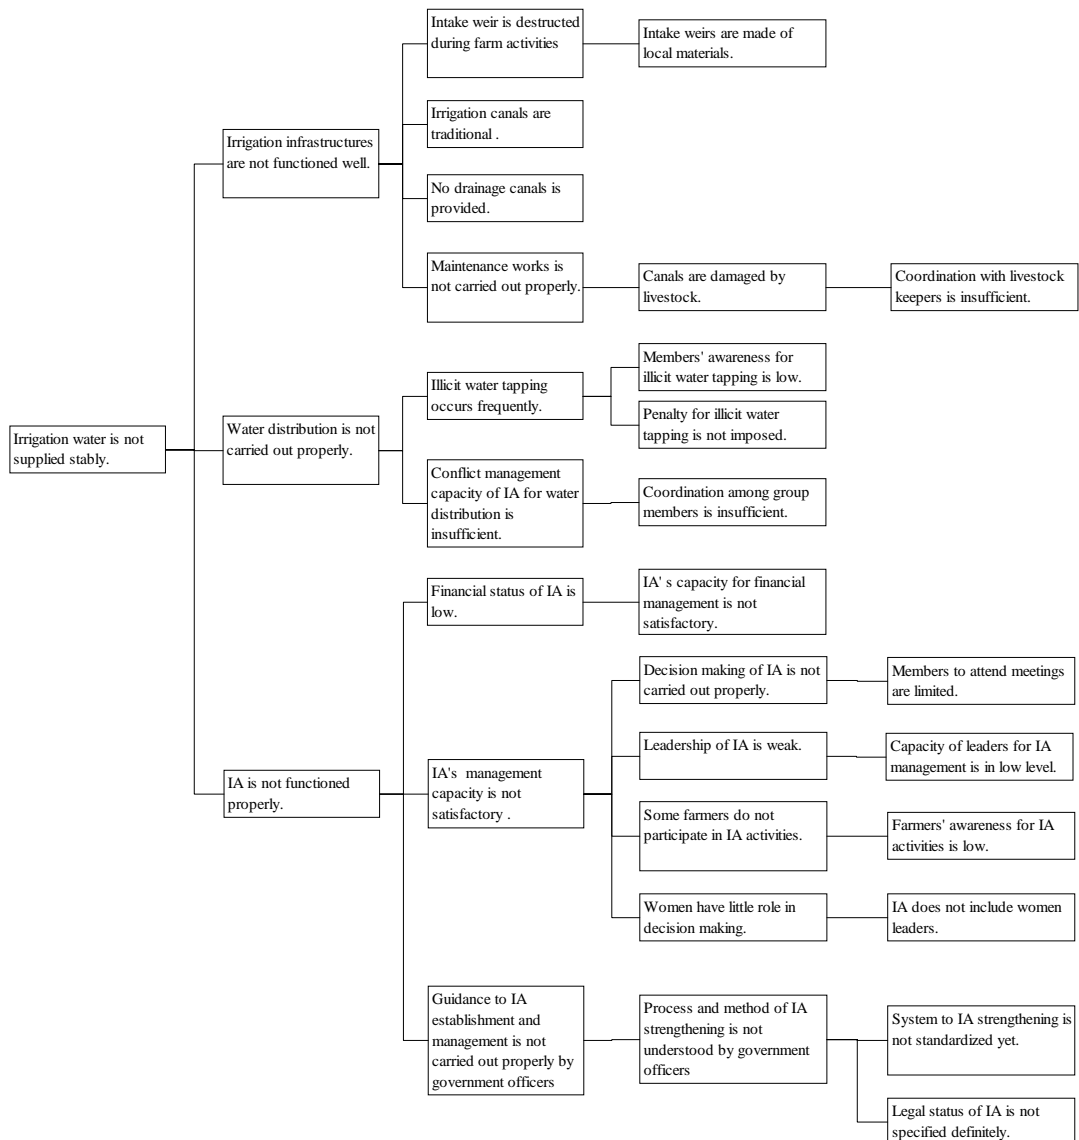 Intake weir is destructed
during farm activities
Intake weirs are made of
local materials.
Irrigation canals are
traditional .
Irrigation infrastructures
are not functioned well.
No drainage canals is
provided.
Maintenance works is
not carried out properly.
Canals are damaged by
livestock.
Coordination with livestock
keepers is insufficient.
Irrigation water is not
supplied stably.
Water distribution is not
carried out properly.
Illicit water tapping
occurs frequently.
Members' awareness for
illicit water tapping is low.
Penalty for illicit water
tapping is not imposed.
Conflict management
capacity of IA for water
distribution is
insufficient.
Coordination among group
members is insufficient.
Financial status of IA is
low.
IA' s capacity for financial
management is not
satisfactory.
IA is not functioned
properly.
IA's  management
capacity is not
satisfactory .
Decision making of IA is not
carried out properly.
Members to attend meetings
are limited.
Leadership of IA is weak.
Capacity of leaders for IA
management is in low level.
Some farmers do not
participate in IA activities.
Farmers' awareness for IA
activities is low.
Women have little role in
decision making.
IA does not include women
leaders.
Guidance to IA
establishment and
management is not
carried out properly by
government officers
Process and method of IA
strengthening is not
understood by government
officers
System to IA strengthening is
not standardized yet.
Legal status of IA is not
specified definitely.